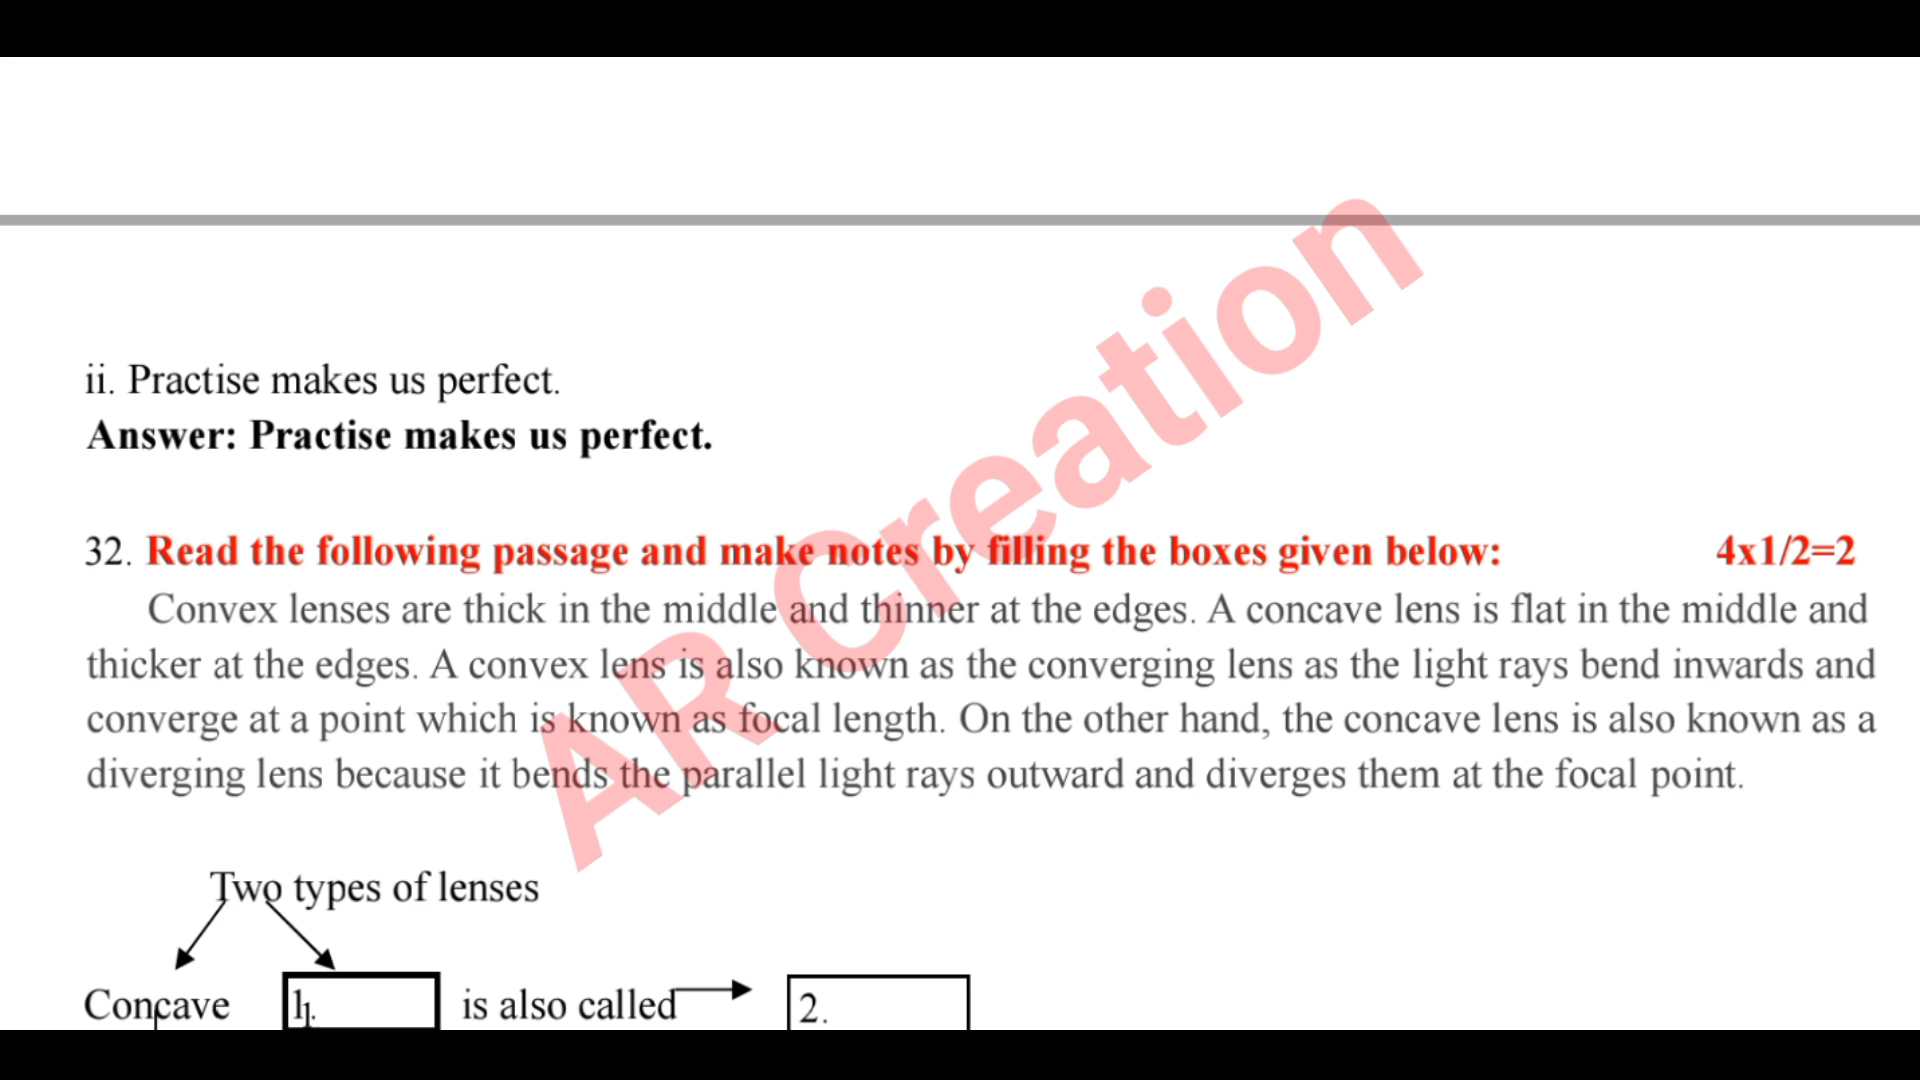 ii. Practise makes us perfect.
Answer: Practise makes us perfect.
32. Read the following passage and make notes by filling the boxes given below: 4x1/2=2
Convex lenses are thick in the middle and thinner at the edges. A concave lens is flat in the middle and
thicker at the edges. A convex lens is also known as the converging lens as the light rays bend inwards and
converge at a point which is known as focal length. On the other hand, the concave lens is also known as a
diverging lens because it bends the parallel light rays outward and diverges them at the focal point.
Two types of lenses
Concave 1. is also called 2.
AR Creation